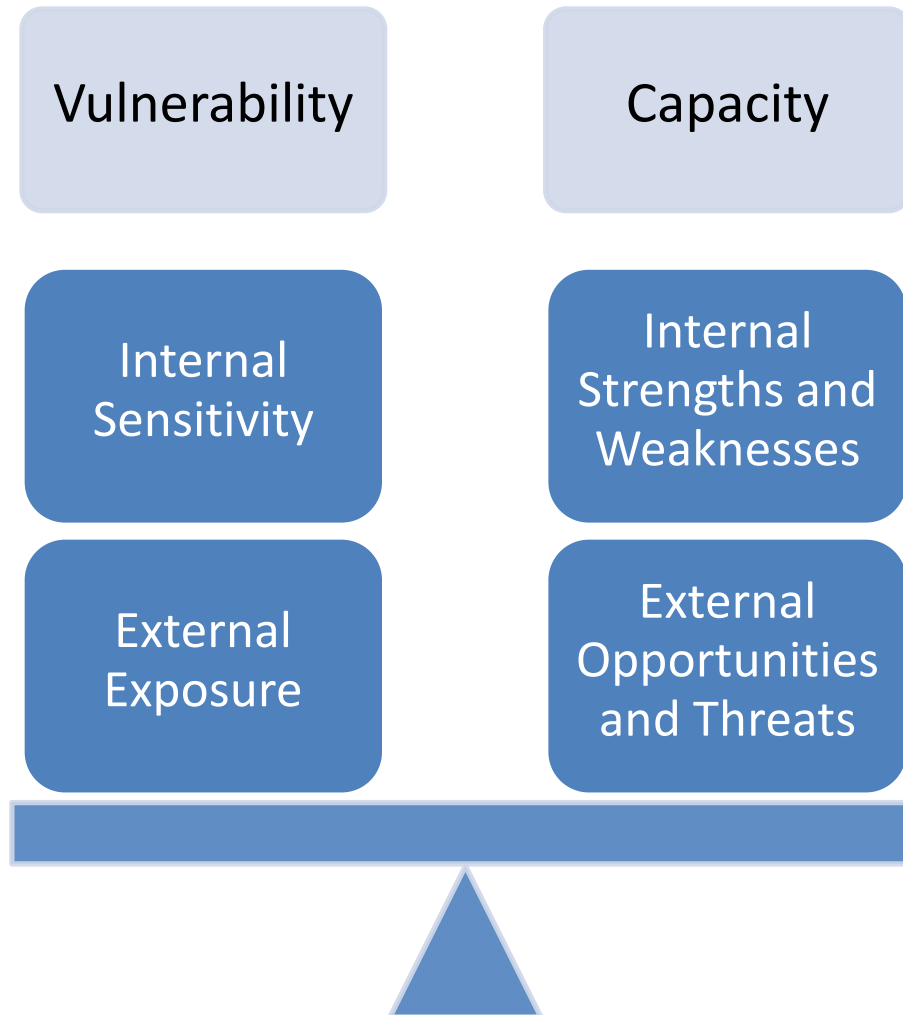 Vulnerability
Capacity
Internal
Sensitivity
Internal
Strengths and
Weaknesses
External
Exposure
External
Opportunities
and Threats